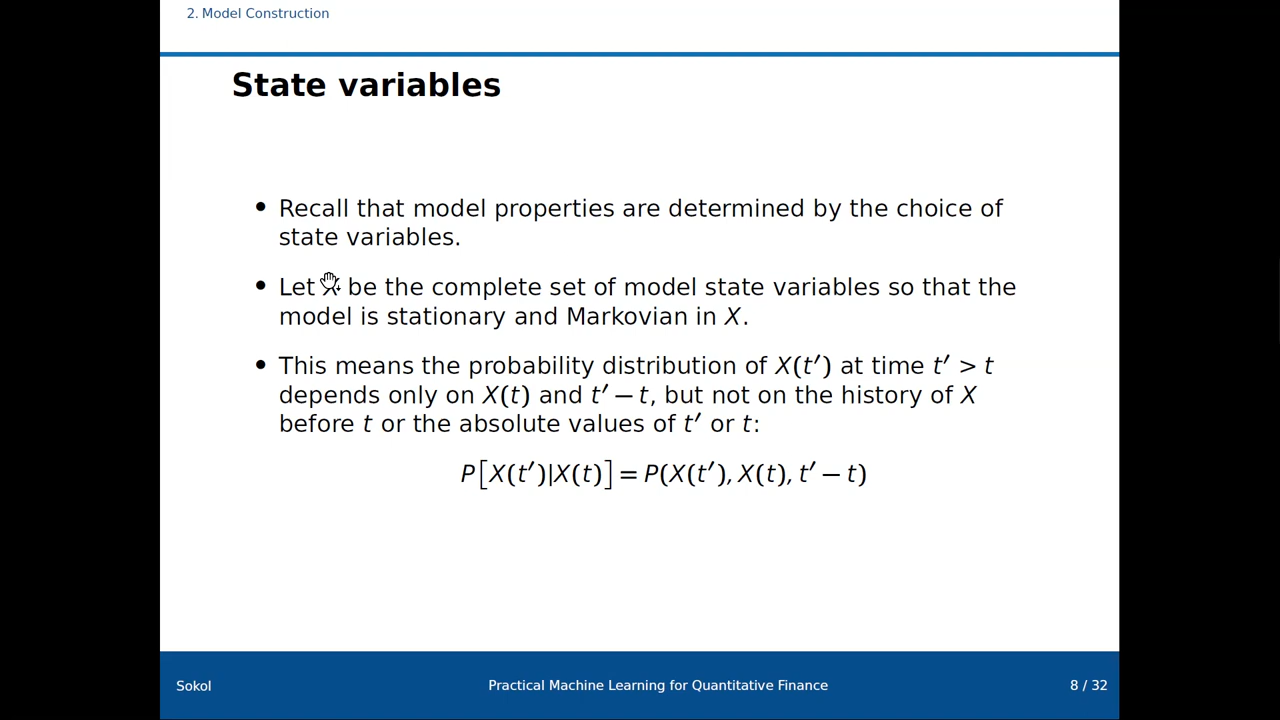 2. Model Construction
State variables
• Recall that model properties are determined by the choice of
state variables.
• Let X be the complete set of model state variables so that the
model is stationary and Markovian in X.
• This means the probability distribution of X(t′) at time t′ > t
depends only on X(t) and t′ − t, but not on the history of X
before t or the absolute values of t′ or t:
P[X(t′)|X(t)] = P(X(t′), X(t), t′ − t)
Sokol Practical Machine Learning for Quantitative Finance 8 / 32